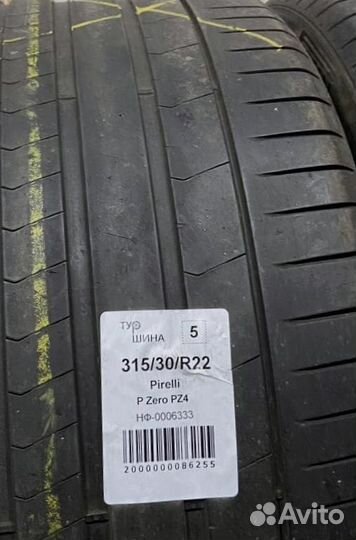 ТУР
ШИНА
5
315/30/R22
Pirelli
P Zero PZ4
НФ-0006333
2000000086255
Avito